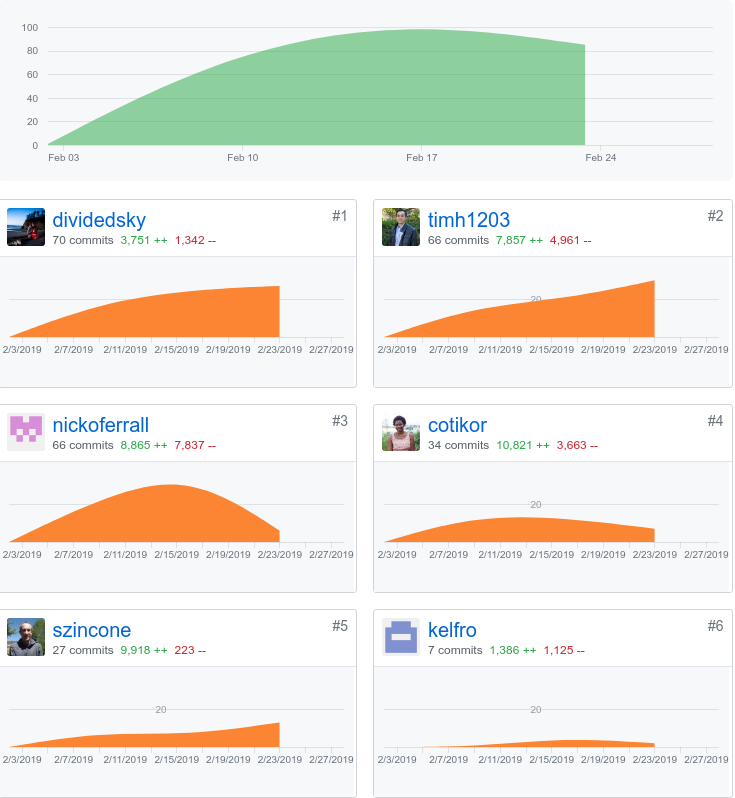 100
80
60
40
20
0
Feb 03 Feb 10 Feb 17 Feb 24
dividedsky #1
70 commits 3,751 ++ 1,342 --
2/3/2019 2/7/2019 2/11/2019 2/15/2019 2/19/2019 2/23/2019 2/27/2019
timh1203 #2
66 commits 7,857 ++ 4,961 --
20
2/3/2019 2/7/2019 2/11/2019 2/15/2019 2/19/2019 2/23/2019 2/27/2019
nickoferrall #3
66 commits 8,865 ++ 7,837 --
2/3/2019 2/7/2019 2/11/2019 2/15/2019 2/19/2019 2/23/2019 2/27/2019
cotikor #4
34 commits 10,821 ++ 3,663 --
20
2/3/2019 2/7/2019 2/11/2019 2/15/2019 2/19/2019 2/23/2019 2/27/2019
szincone #5
27 commits 9,918 ++ 223 --
20
2/3/2019 2/7/2019 2/11/2019 2/15/2019 2/19/2019 2/23/2019 2/27/2019
kelfro #6
7 commits 1,386 ++ 1,125 --
20
2/3/2019 2/7/2019 2/11/2019 2/15/2019 2/19/2019 2/23/2019 2/27/2019